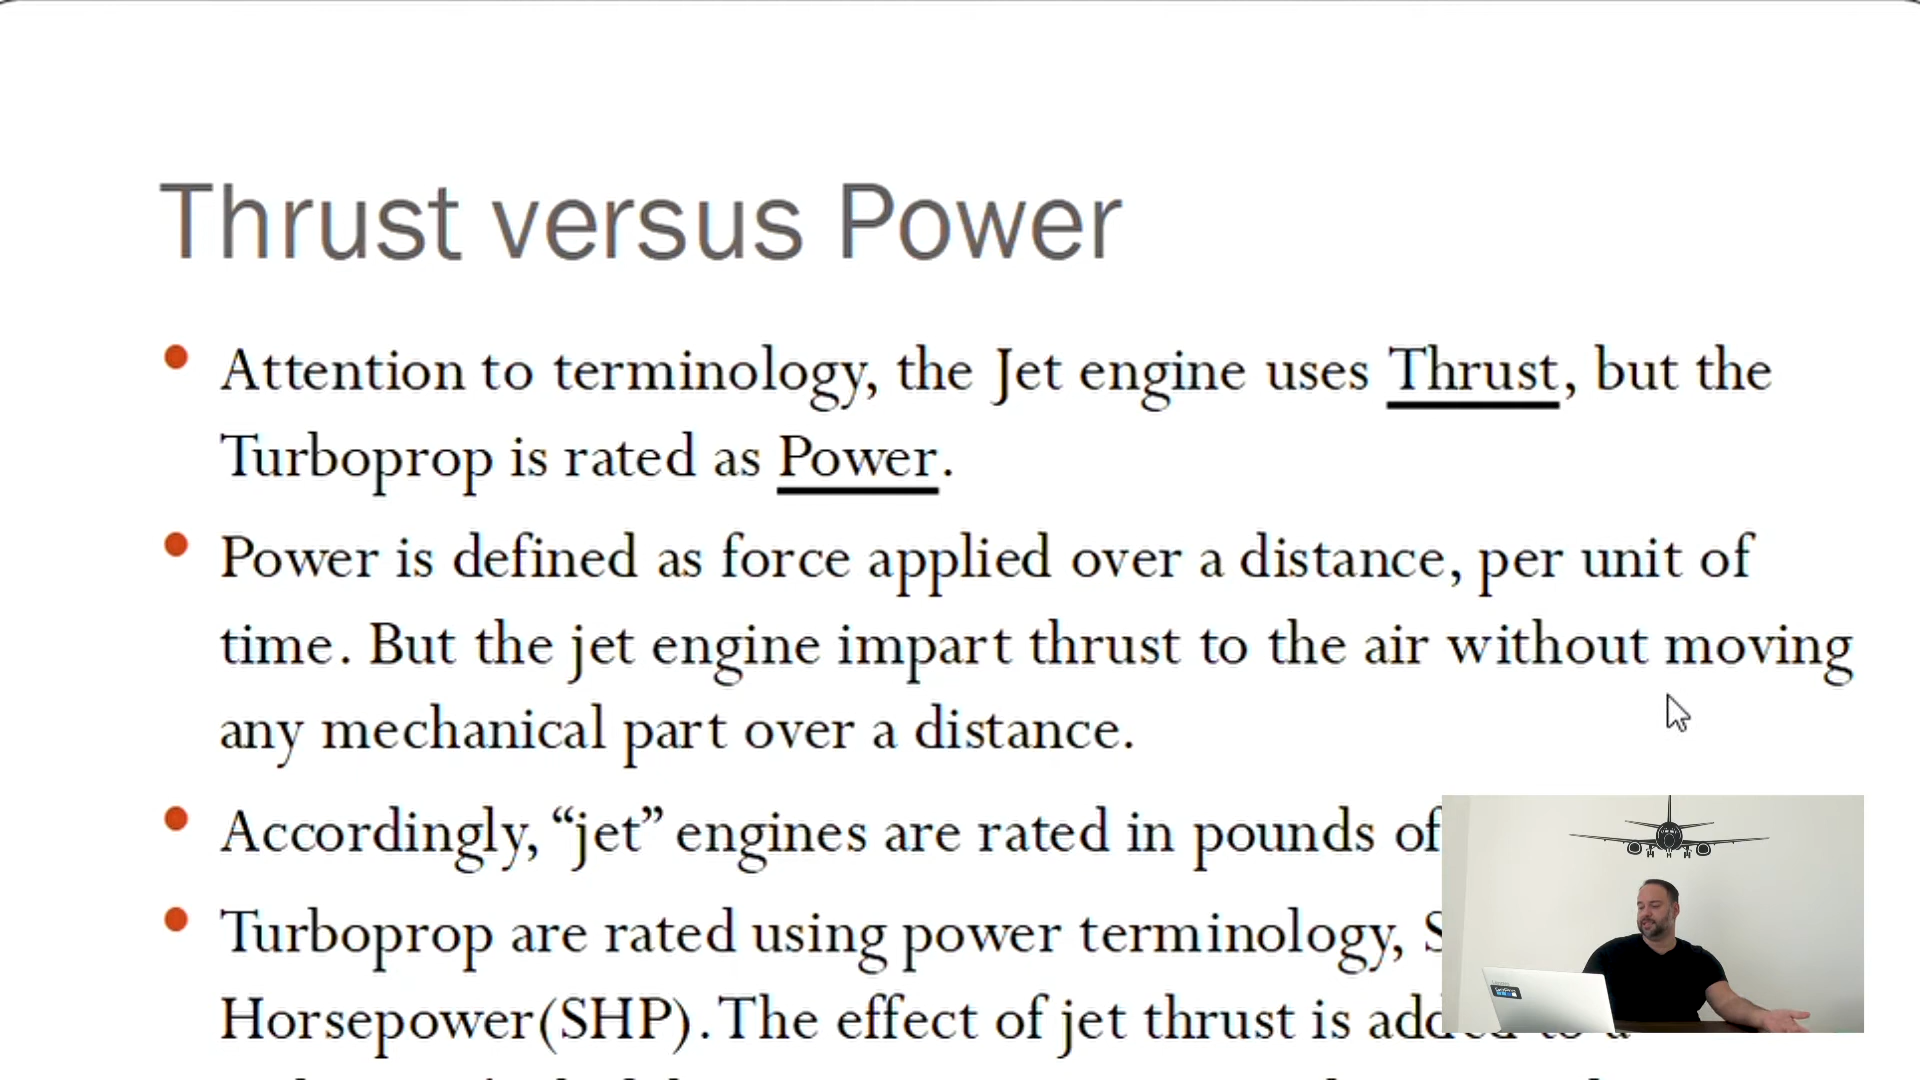 Thrust versus Power
• Attention to terminology, the Jet engine uses Thrust, but the
Turboprop is rated as Power.
• Power is defined as force applied over a distance, per unit of
time. But the jet engine impart thrust to the air without moving
any mechanical part over a distance.
• Accordingly, “jet” engines are rated in pounds of
• Turboprop are rated using power terminology, S
Horsepower(SHP). The effect of jet thrust is added to a